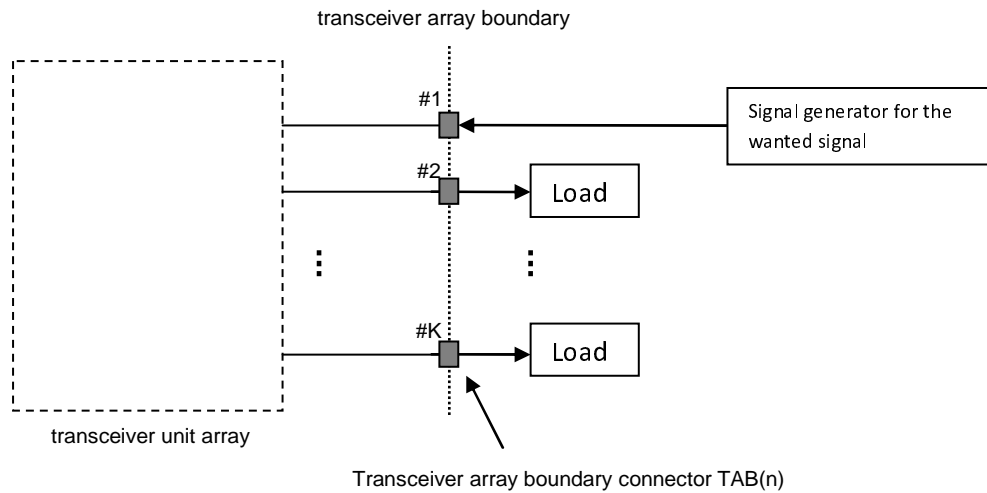 transceiver array boundary
#1
Signal generator for the
wanted signal
#2
Load
#K
Load
transceiver unit array
Transceiver array boundary connector TAB(n)